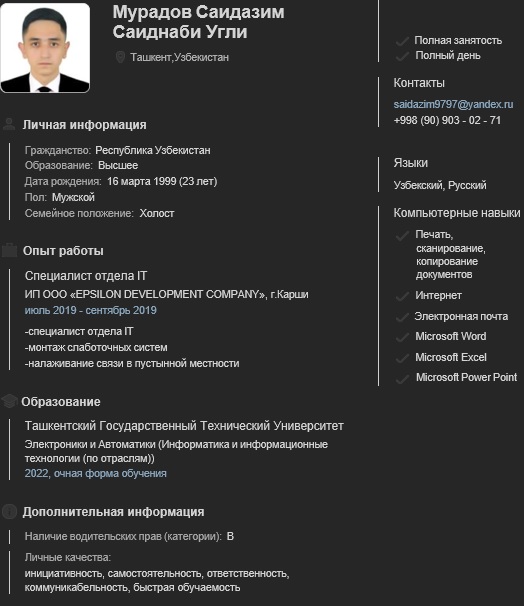 Мурадов Саидазим
Саиднаби Угли
Ташкент,Узбекистан
Личная информация
Гражданство: Республика Узбекистан
Образование: Высшее
Дата рождения: 16 марта 1999 (23 лет)
Пол: Мужской
Семейное положение: Холост
Опыт работы
Специалист отдела IT
ИП ООО «EPSILON DEVELOPMENT COMPANY», г.Карши
июль 2019 - сентябрь 2019
-специалист отдела IT
-монтаж слаботочных систем
-налаживание связи в пустынной местности
Образование
Ташкентский Государственный Технический Университет
Электроники и Автоматики (Информатика и информационные
технологии (по отраслям))
2022, очная форма обучения
Дополнительная информация
Наличие водительских прав (категории): B
Личные качества:
инициативность, самостоятельность, ответственность,
коммуникабельность, быстрая обучаемость
Полная занятость
Полный день
Контакты
saidazim9797@yandex.ru
+998 (90) 903 - 02 - 71
Языки
Узбекский, Русский
Компьютерные навыки
Печать,
сканирование,
копирование
документов
Интернет
Электронная почта
Microsoft Word
Microsoft Excel
Microsoft Power Point